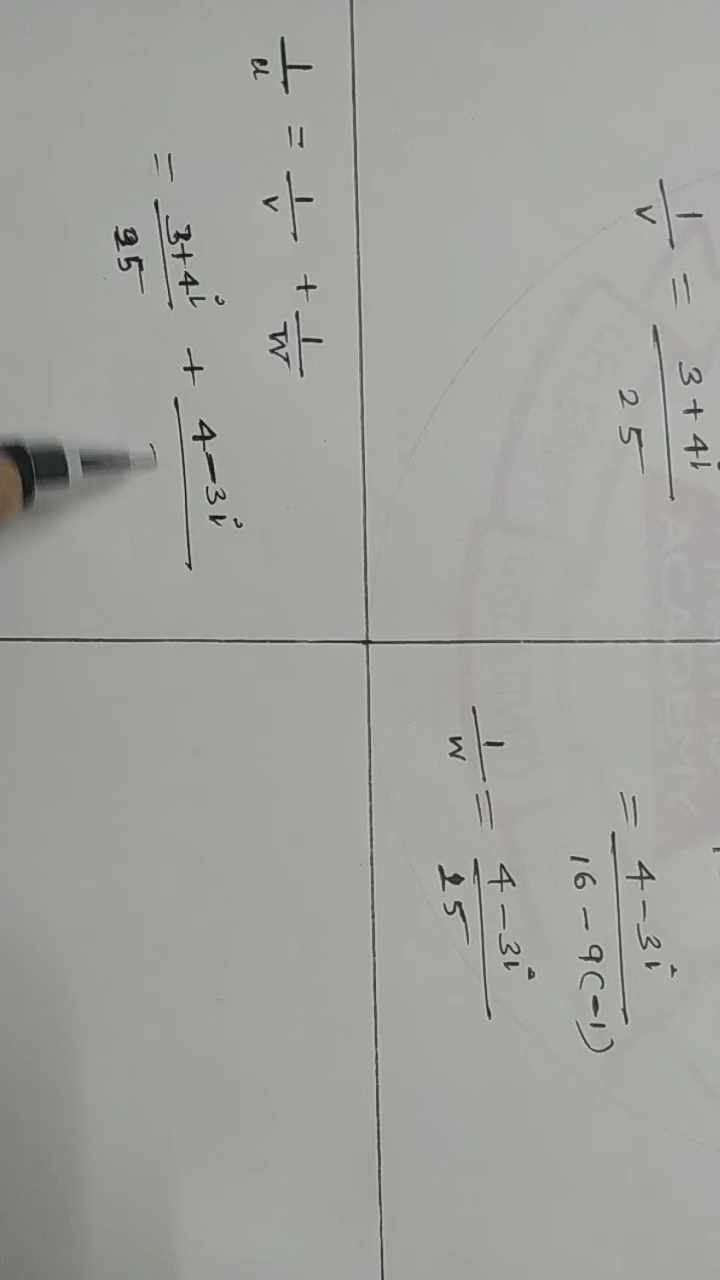 1/v = 3+4i/25
= 4-3i/16-9(-1)
1/w = 4-3i/25
1/u = 1/v + 1/w
= 3+4i/25 + 4-3i/
ACADEMY